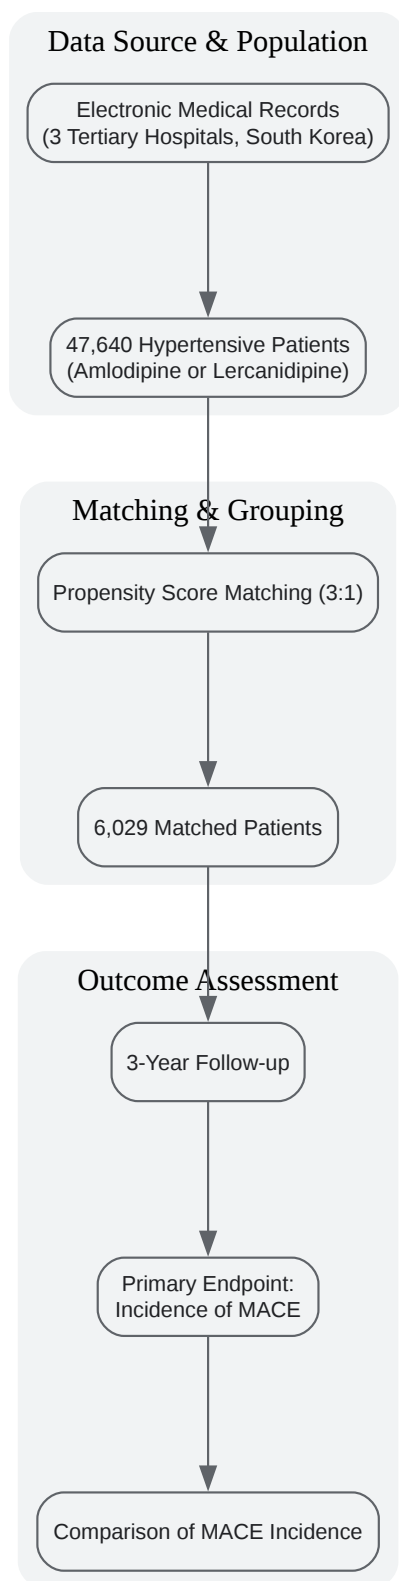 Data Source & Population
Electronic Medical Records
(3 Tertiary Hospitals, South Korea)
47,640 Hypertensive Patients
(Amlodipine or Lercanidipine)
Matching & Grouping
Propensity Score Matching (3:1)
6,029 Matched Patients
Outcome Assessment
3-Year Follow-up
Primary Endpoint:
Incidence of MACE
Comparison of MACE Incidence